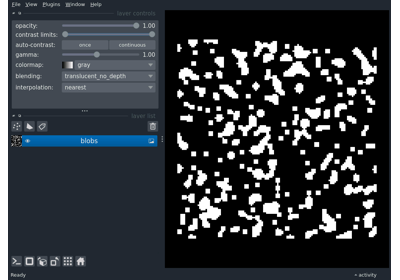 File View Plugins Window Help
layer controls
opacity: 1.00
contrast limits:
auto-contrast: once continuous
gamma: 1.00
colormap: gray
blending: translucent_no_depth
interpolation: nearest
layer list
blobs
Ready
activity